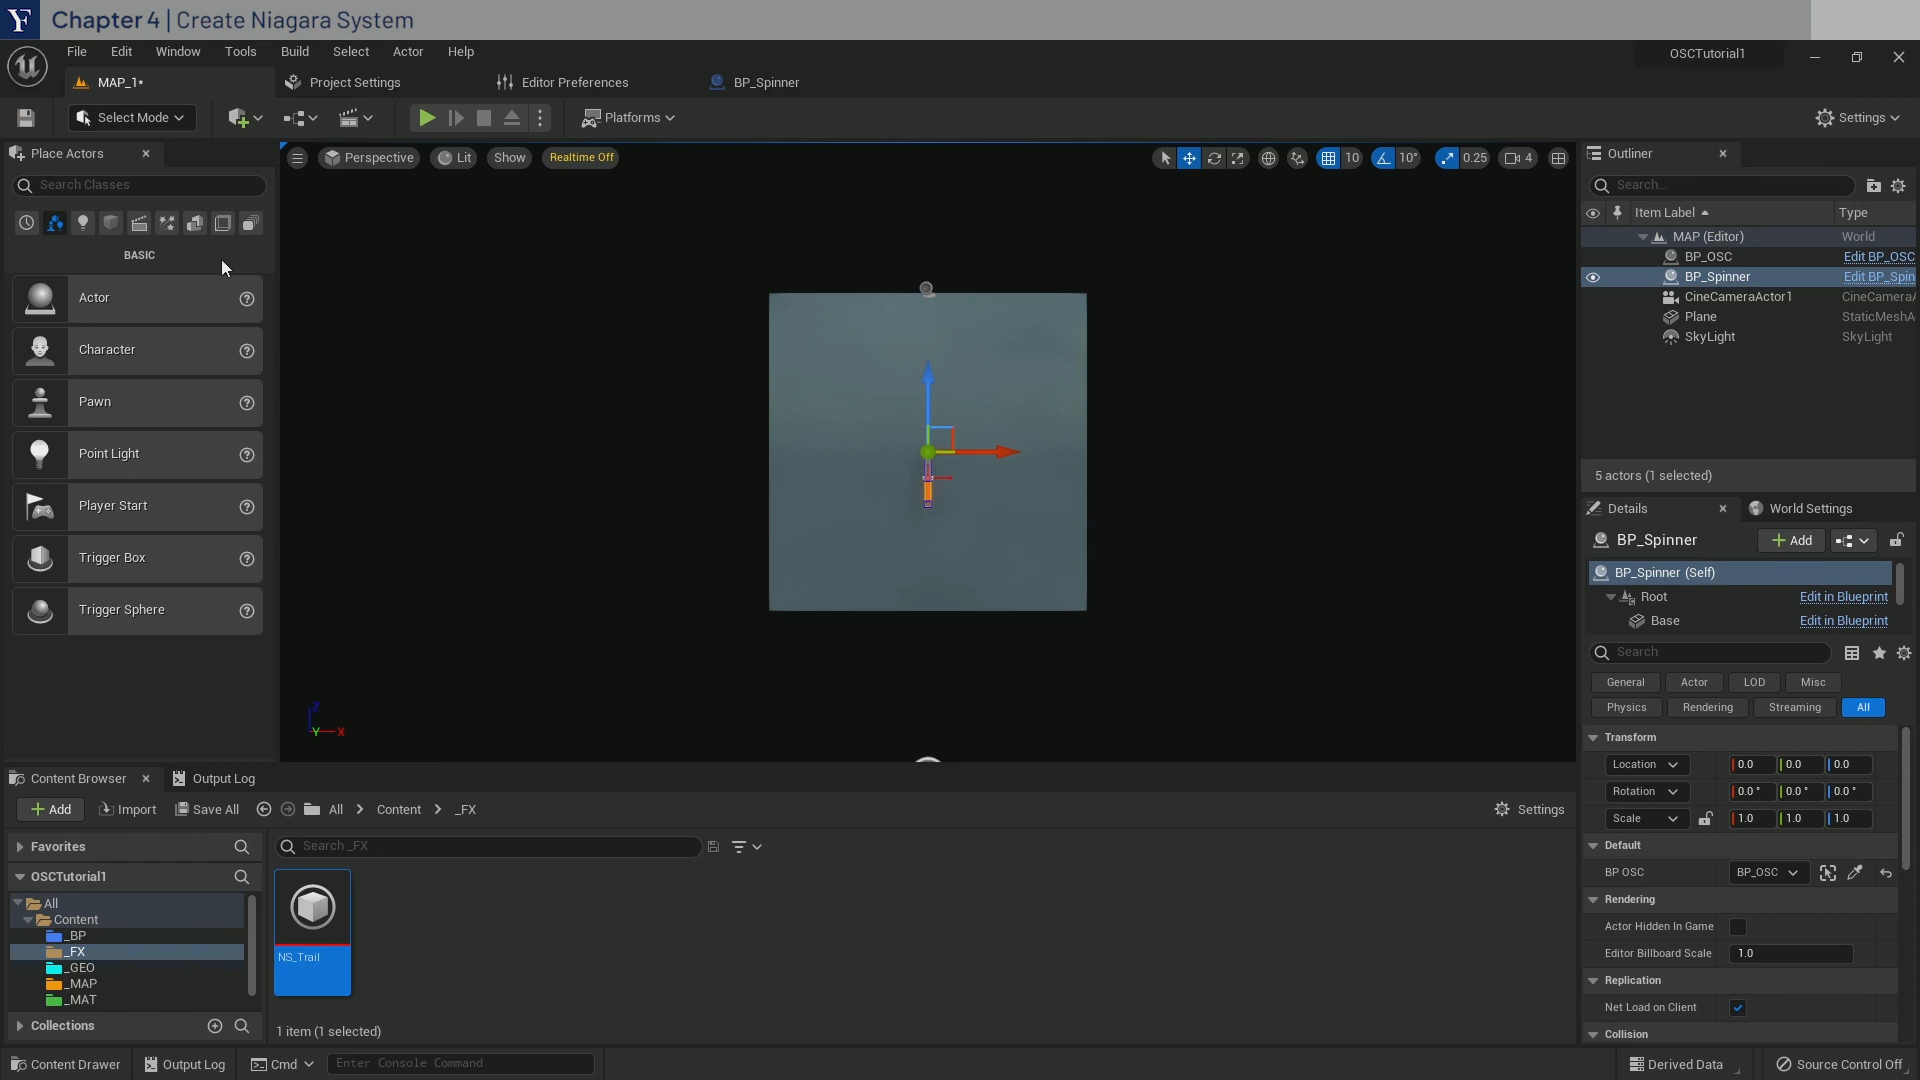 Chapter 4 | Create Niagara System
File Edit Window Tools Build Select Actor Help
OSCTutorial1
MAP_1*
Project Settings
Editor Preferences
BP_Spinner
Select Mode
Platforms
Settings
Place Actors
Search Classes
BASIC
Actor
Character
Pawn
Point Light
Player Start
Trigger Box
Trigger Sphere
Perspective
Lit
Show
Realtime Off
10
10°
0.25
4
Z
Y X
Outliner
Search...
Item Label Type
MAP (Editor) World
BP_OSC Edit BP_OSC
BP_Spinner Edit BP_Spin
CineCameraActor1 CineCameraA
Plane StaticMeshA
SkyLight SkyLight
5 actors (1 selected)
Details
World Settings
BP_Spinner
Add
BP_Spinner (Self)
Root Edit in Blueprint
Base Edit in Blueprint
Search
General Actor LOD Misc
Physics Rendering Streaming All
Transform
Location 0.0 0.0 0.0
Rotation 0.0 ° 0.0 ° 0.0 °
Scale 1.0 1.0 1.0
Default
BP OSC BP_OSC
Rendering
Actor Hidden In Game
Editor Billboard Scale 1.0
Replication
Net Load on Client
Collision
Content Browser
Output Log
Add
Import
Save All
All
Content
_FX
Settings
Favorites
OSCTutorial1
All
Content
_BP
_FX
_GEO
_MAP
_MAT
Collections
Search _FX
NS_Trail
1 item (1 selected)
Content Drawer
Output Log
Cmd
Enter Console Command
Derived Data
Source Control Off